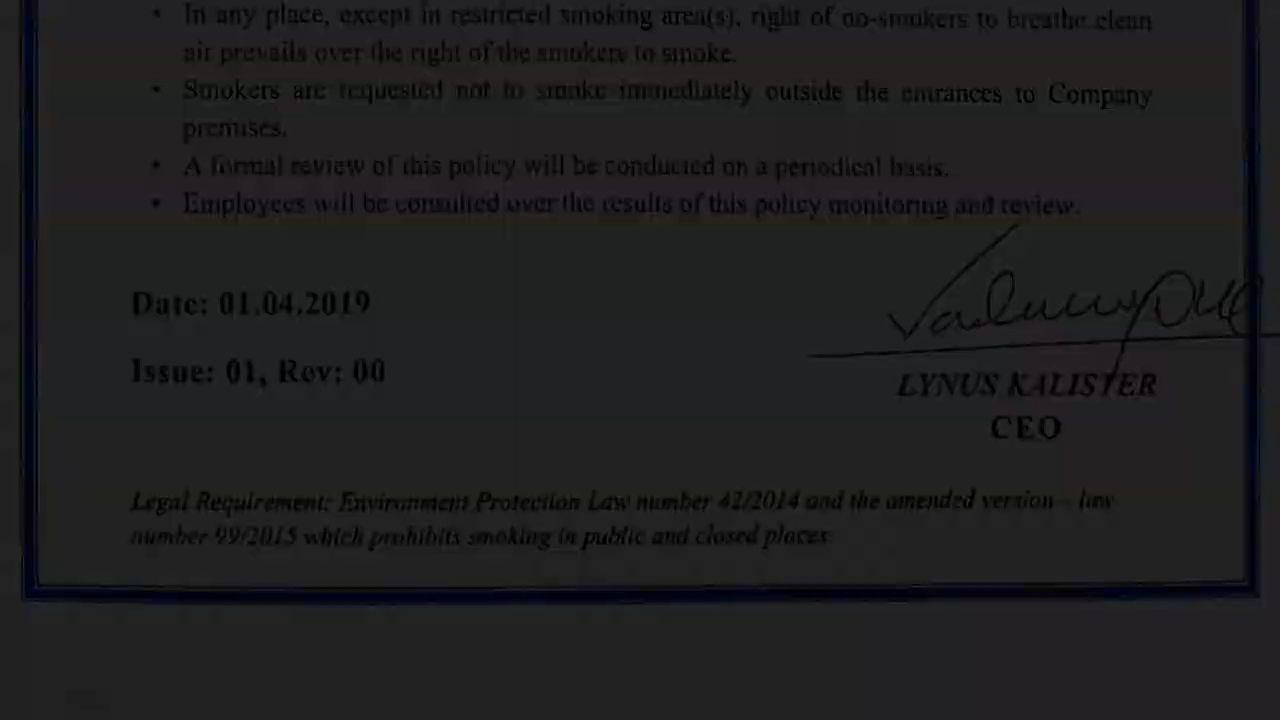 • In any place, except in restricted smoking area(s), right of no-smokers to breathe clean
air prevails over the right of the smokers to smoke.
• Smokers are requested not to smoke immediately outside the entrances to Company
premises.
• A formal review of this policy will be conducted on a periodical basis.
• Employees will be consulted over the results of this policy monitoring and review.
Date: 01.04.2019
Issue: 01, Rev: 00
LYNUS KALISTER
CEO
Legal Requirement: Environment Protection Law number 42/2014 and the amended version – law
number 99/2015 which prohibits smoking in public and closed places